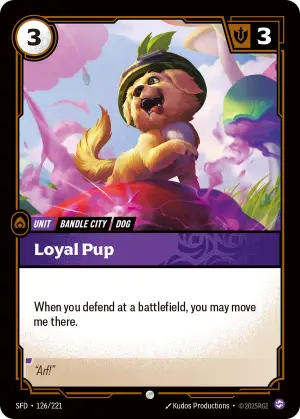 3
3
UNIT
BANDLE CITY
DOG
Loyal Pup
When you defend at a battlefield, you may move
me there.
"Arf!"
SFD • 126/221
Kudos Productions • ©2025RGI